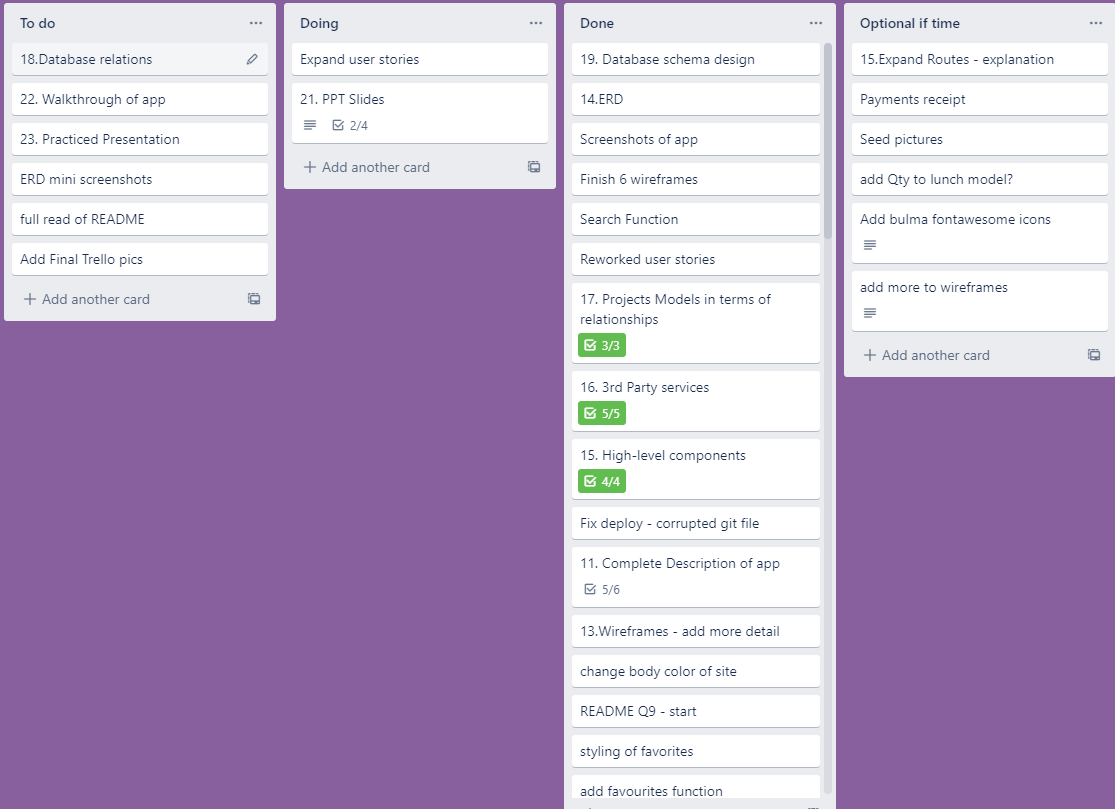 To do
18.Database relations
22. Walkthrough of app
23. Practiced Presentation
ERD mini screenshots
full read of README
Add Final Trello pics
Add another card
Doing
Expand user stories
21. PPT Slides
2/4
Add another card
Done
19. Database schema design
14.ERD
Screenshots of app
Finish 6 wireframes
Search Function
Reworked user stories
17. Projects Models in terms of
relationships
3/3
16. 3rd Party services
5/5
15. High-level components
4/4
Fix deploy - corrupted git file
11. Complete Description of app
5/6
13.Wireframes - add more detail
change body color of site
README Q9 - start
styling of favorites
add favourites function
Optional if time
15.Expand Routes - explanation
Payments receipt
Seed pictures
add Qty to lunch model?
Add bulma fontawesome icons
add more to wireframes
Add another card